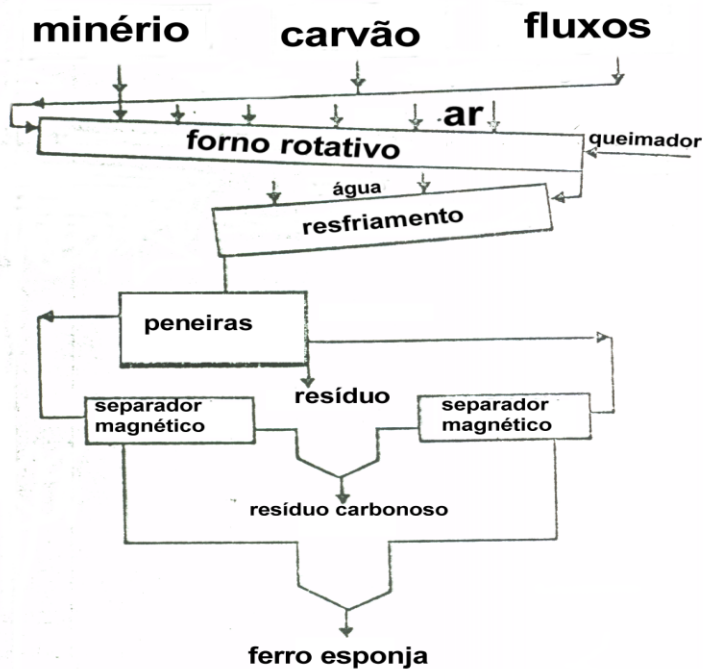 minério carvão fluxos
ar
forno rotativo
queimador
água
resfriamento
peneiras
resíduo
separador
magnético
separador
magnético
resíduo carbonoso
ferro esponja